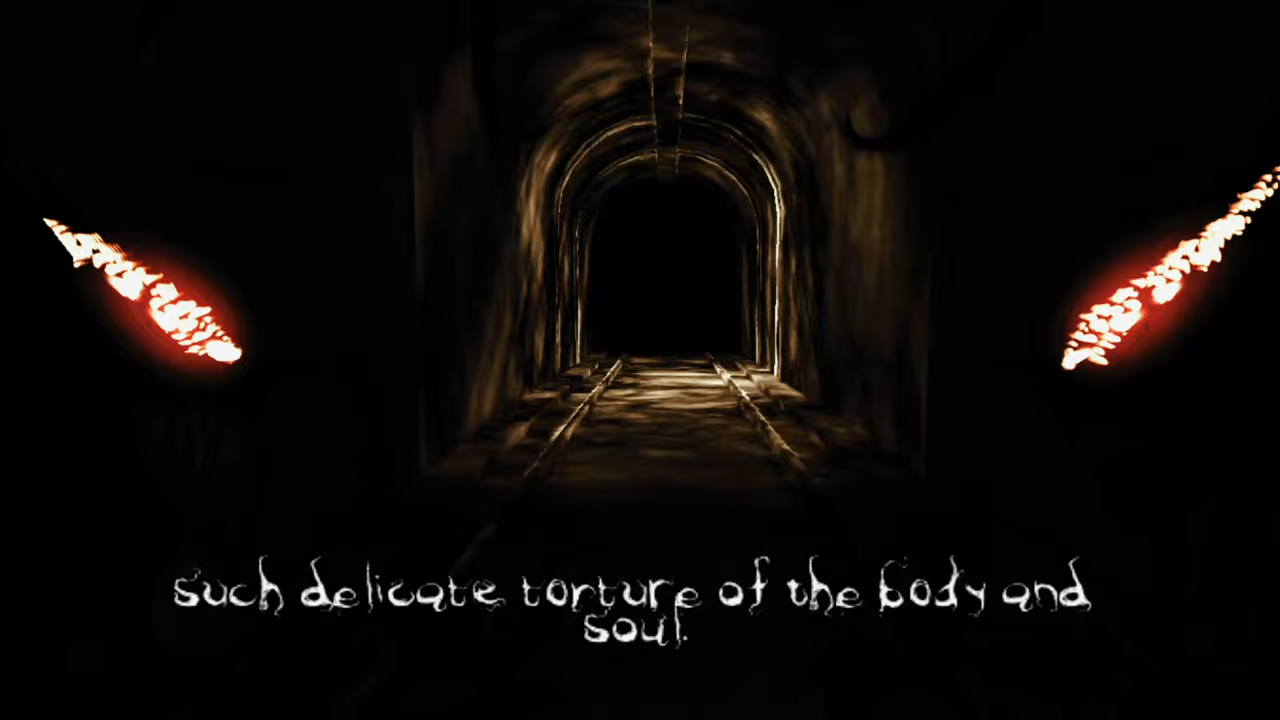 such delicate torture of the body and
soul.